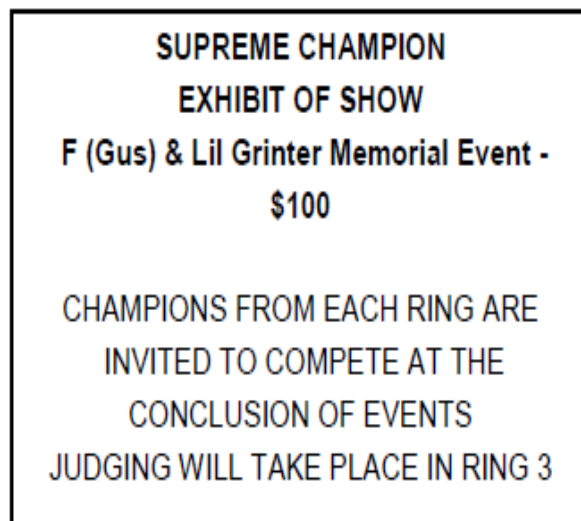 SUPREME CHAMPION
EXHIBIT OF SHOW
F (Gus) & Lil Grinter Memorial Event -
$100
CHAMPIONS FROM EACH RING ARE
INVITED TO COMPETE AT THE
CONCLUSION OF EVENTS
JUDGING WILL TAKE PLACE IN RING 3